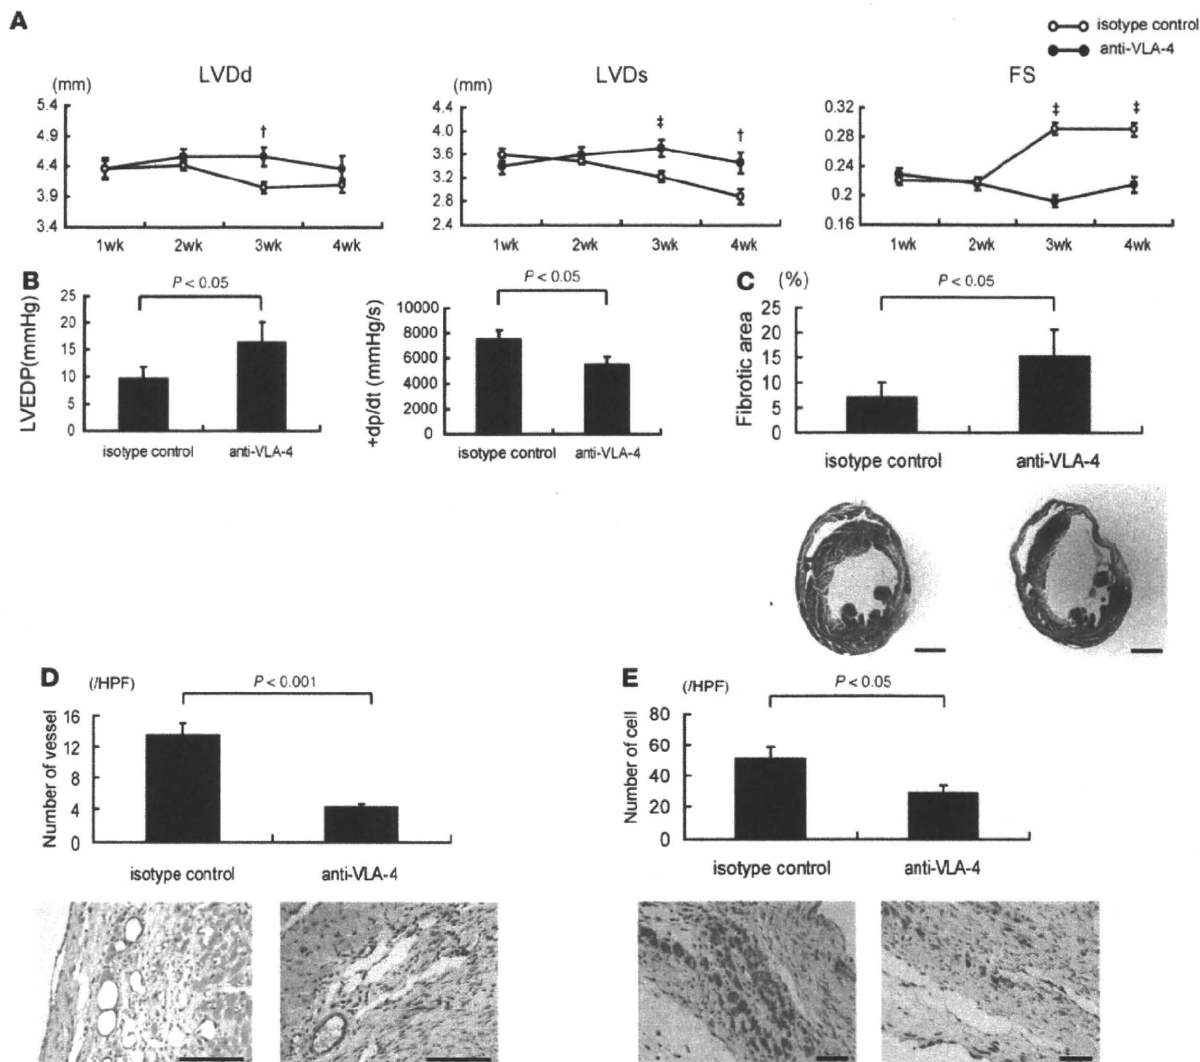 A
isotype control
anti-VLA-4
LVDd
LVDs
FS
(mm)
5.4
4.9
4.4
3.9
3.4
†
1wk 2wk 3wk 4wk
(mm)
4.4
4.0
3.6
3.2
2.8
2.4
‡ †
1wk 2wk 3wk 4wk
0.32
0.28
0.24
0.2
0.16
‡ ‡
1wk 2wk 3wk 4wk
B
LVEDP(mmHg)
25
20
15
10
5
0
P < 0.05
isotype control anti-VLA-4
+dp/dt (mmHg/s)
10000
8000
6000
4000
2000
0
P < 0.05
isotype control anti-VLA-4
C (%)
Fibrotic area
20
25
15
10
5
0
P < 0.05
isotype control anti-VLA-4
D (/HPF)
Number of vessel
16
12
8
4
0
P < 0.001
isotype control anti-VLA-4
E (/HPF)
Number of cell
80
60
40
20
0
P < 0.05
isotype control anti-VLA-4